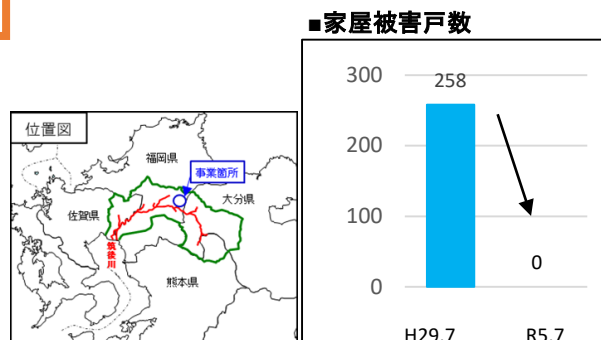 ■家屋被害戸数
位置図
福岡県
事業箇所
大分県
佐賀県
筑後川
熊本県
300
200
100
0
258
0
H29.7
R5.7